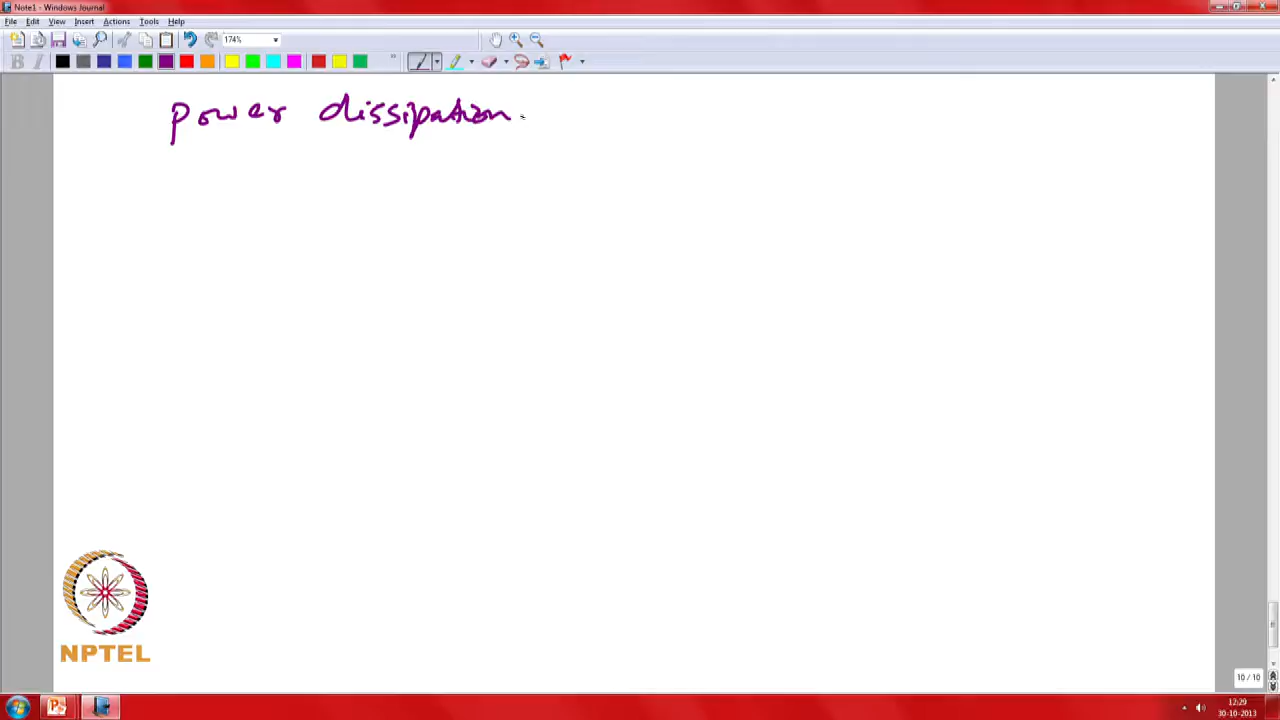 Note1 - Windows Journal
File Edit View Insert Actions Tools Help
174%
B I
power dissipation
NPTEL
10 / 10
12:29
30-10-2013